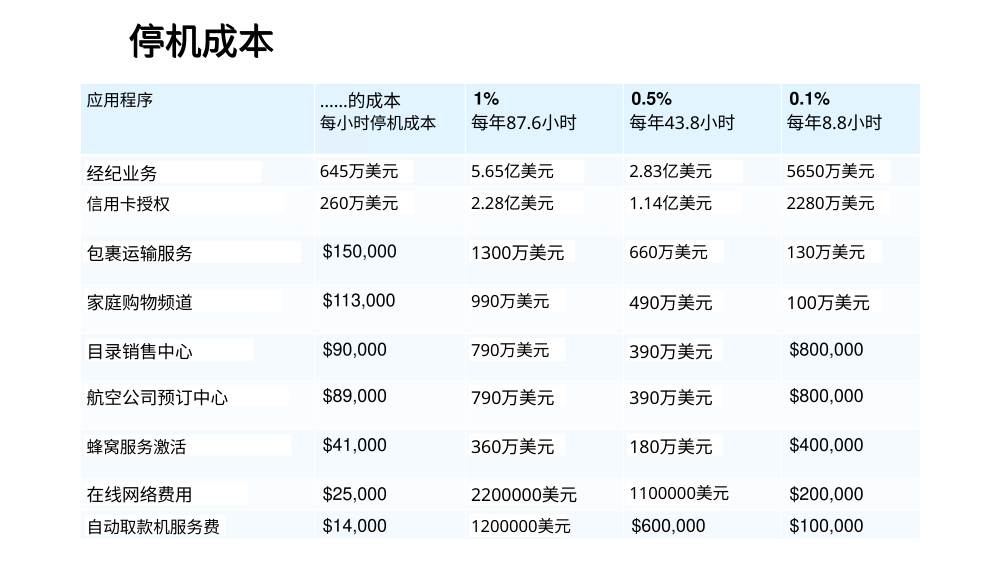 停机成本
应用程序
......的成本
每小时停机成本
1%
每年87.6小时
0.5%
每年43.8小时
0.1%
每年8.8小时
经纪业务 645万美元 5.65亿美元 2.83亿美元 5650万美元
信用卡授权 260万美元 2.28亿美元 1.14亿美元 2280万美元
包裹运输服务 $150,000 1300万美元 660万美元 130万美元
家庭购物频道 $113,000 990万美元 490万美元 100万美元
目录销售中心 $90,000 790万美元 390万美元 $800,000
航空公司预订中心 $89,000 790万美元 390万美元 $800,000
蜂窝服务激活 $41,000 360万美元 180万美元 $400,000
在线网络费用 $25,000 2200000美元 1100000美元 $200,000
自动取款机服务费 $14,000 1200000美元 $600,000 $100,000